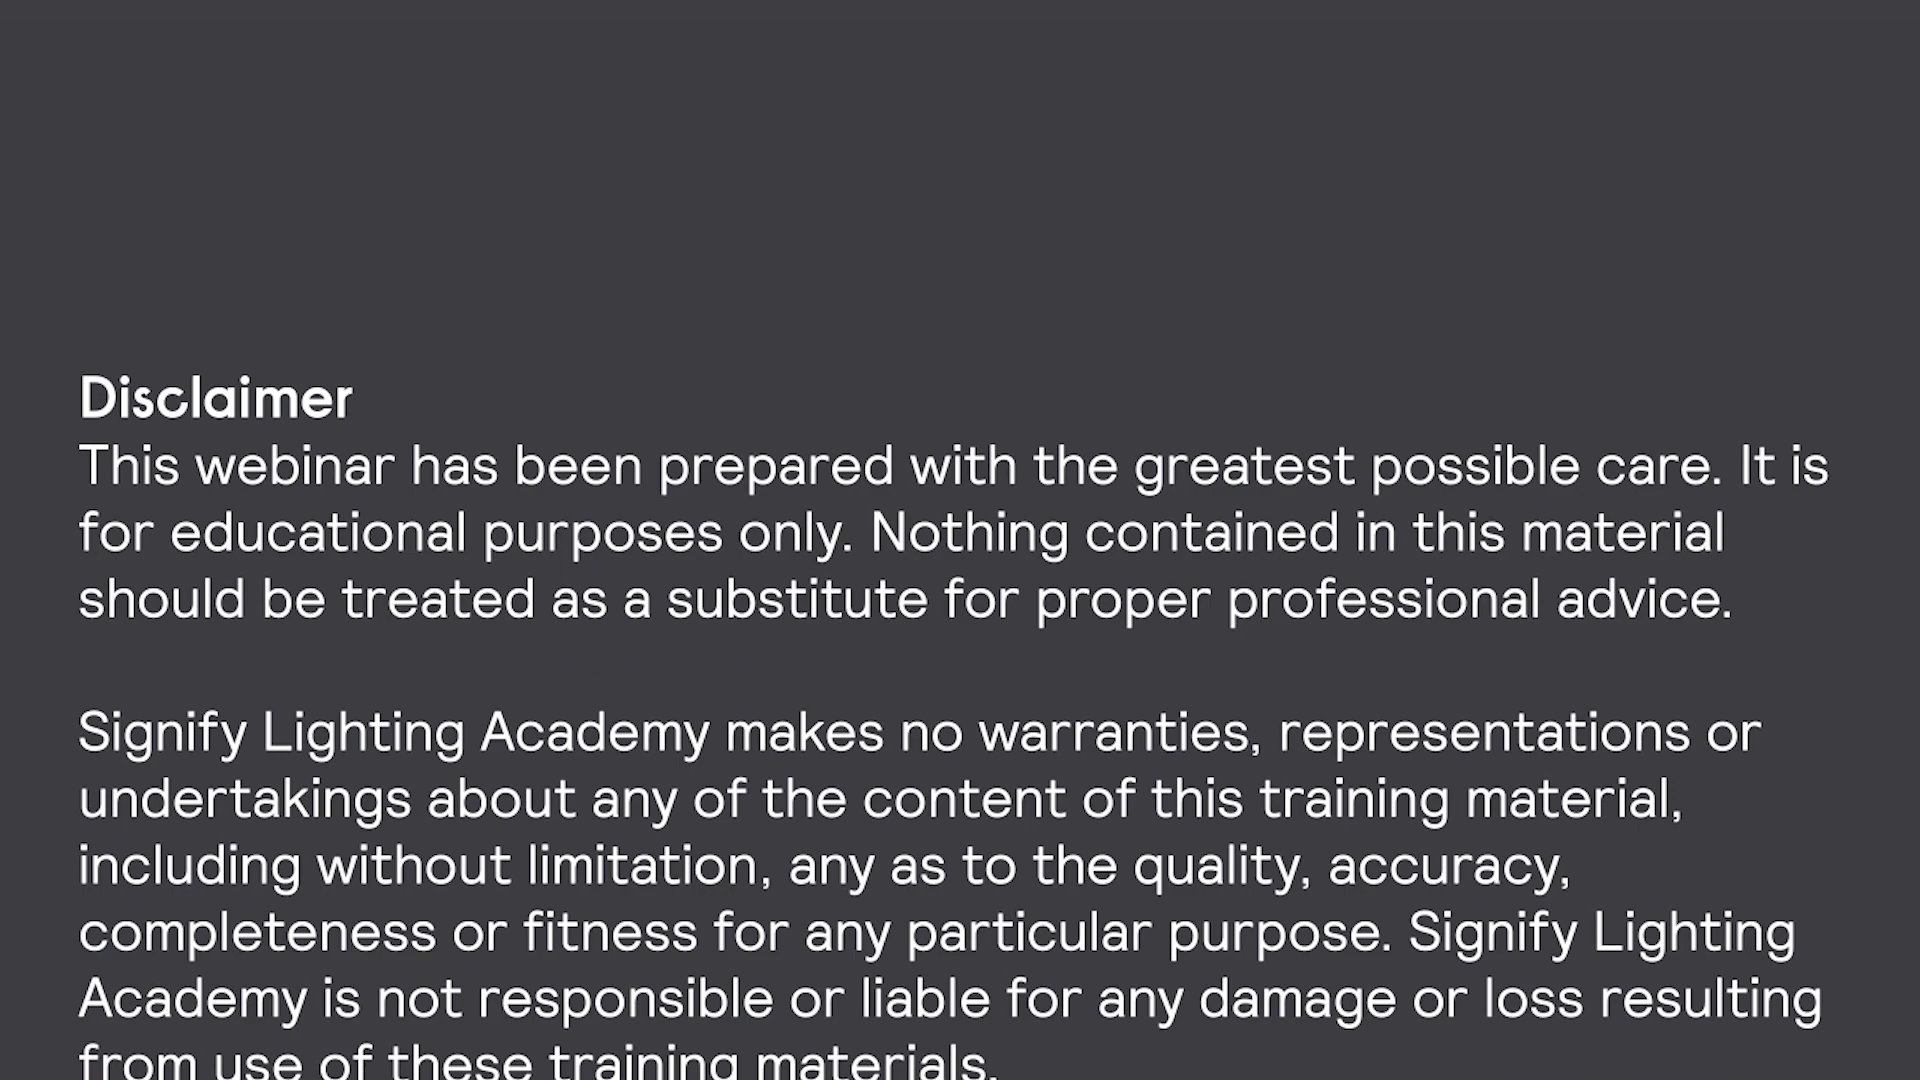 Disclaimer
This webinar has been prepared with the greatest possible care. It is
for educational purposes only. Nothing contained in this material
should be treated as a substitute for proper professional advice.
Signify Lighting Academy makes no warranties, representations or
undertakings about any of the content of this training material,
including without limitation, any as to the quality, accuracy,
completeness or fitness for any particular purpose. Signify Lighting
Academy is not responsible or liable for any damage or loss resulting
from use of these training materials.